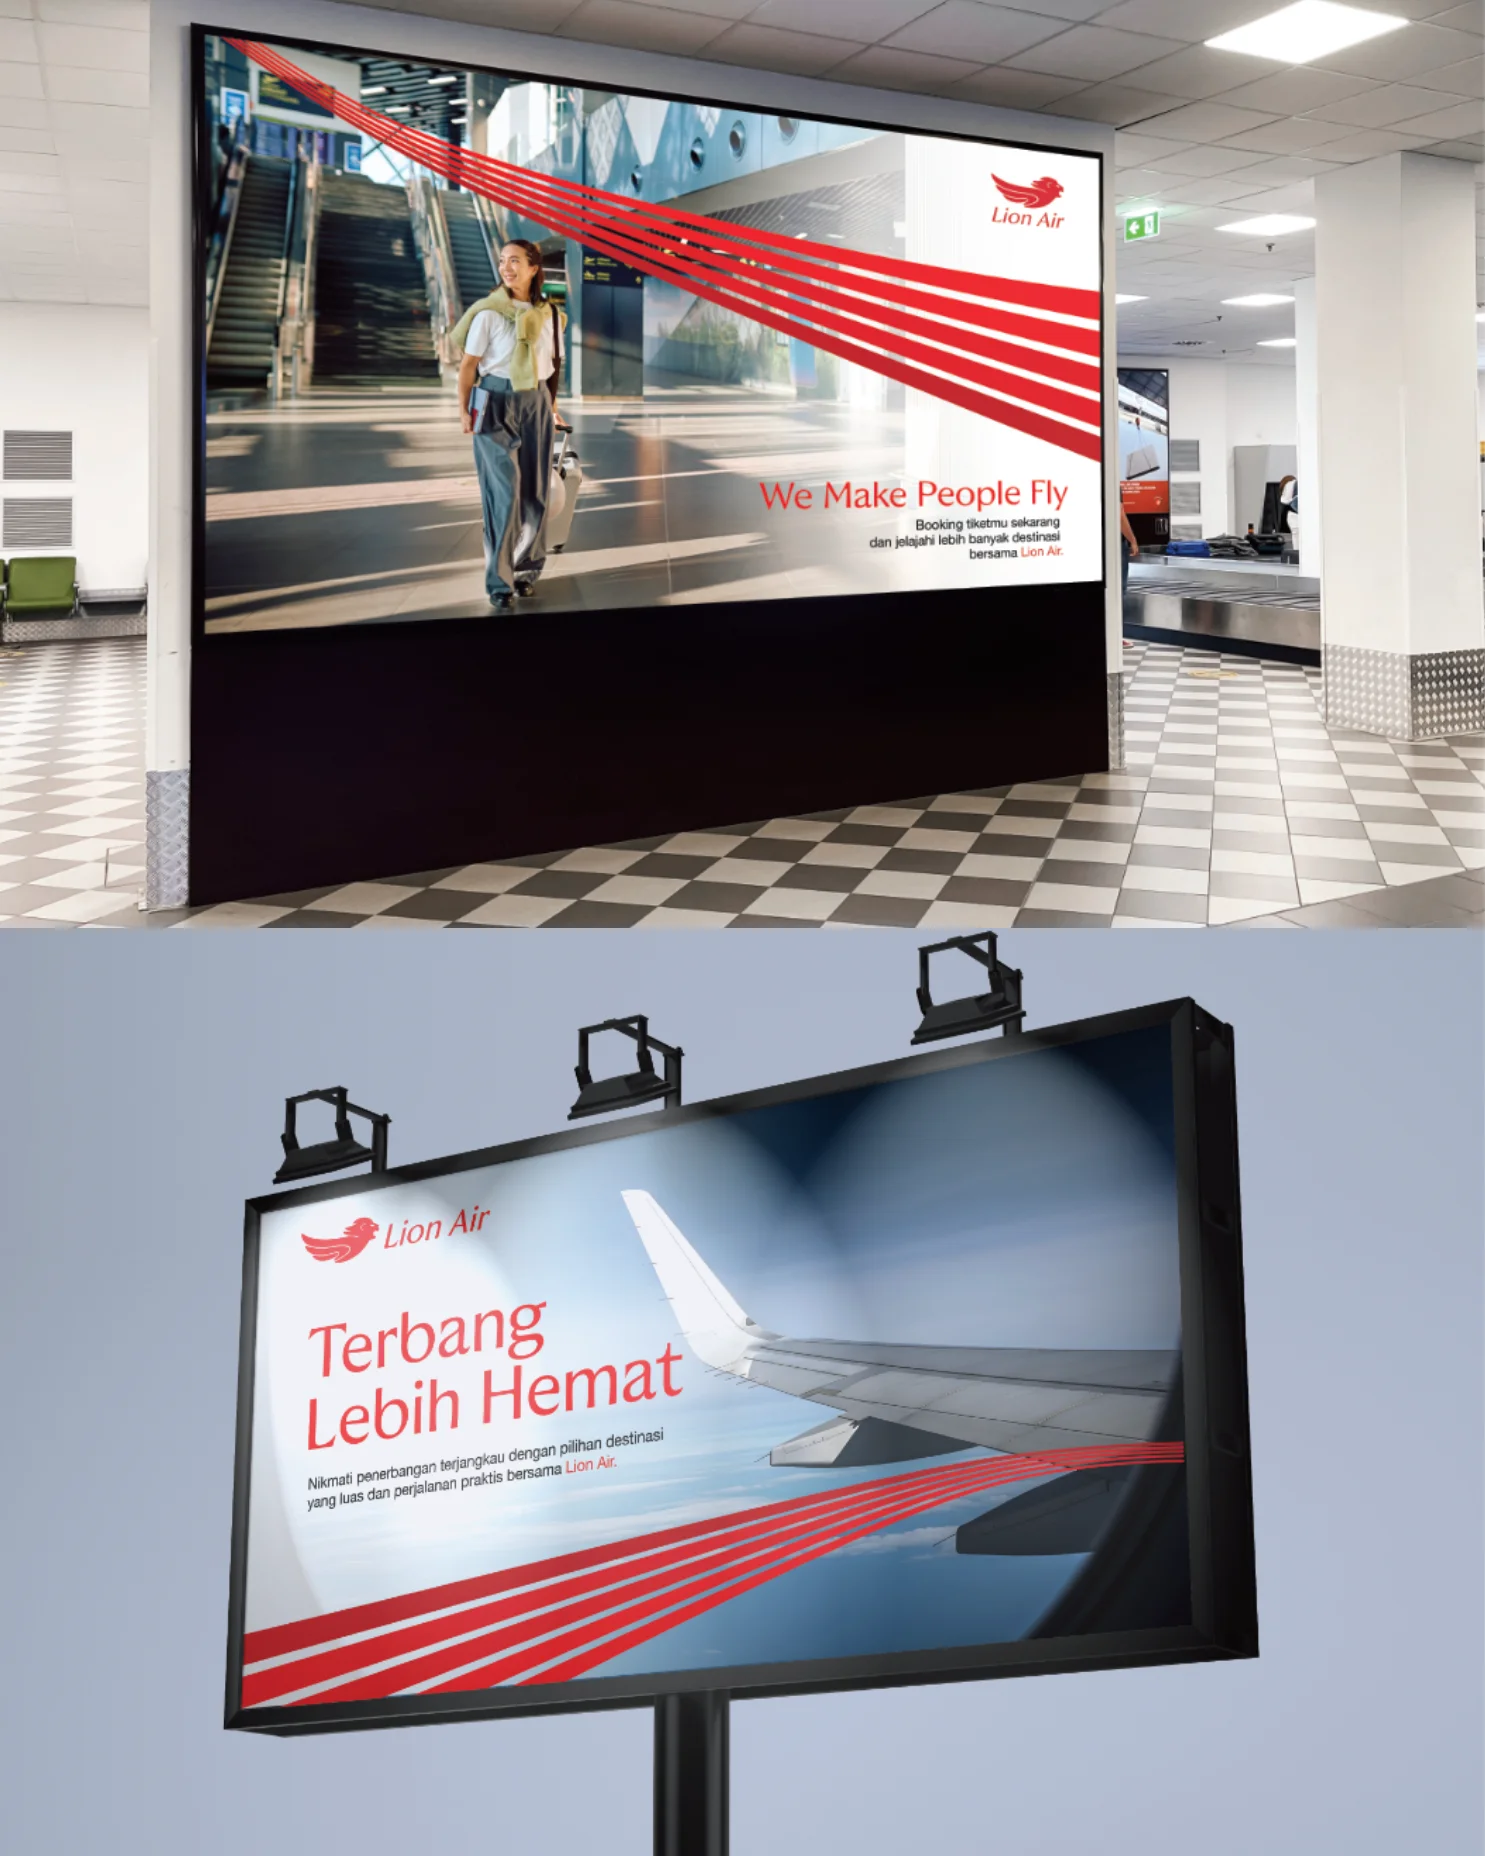 Lion Air
We Make People Fly
Booking tiketmu sekarang
dan jelajahi lebih banyak destinasi
bersama Lion Air.
Lion Air
Terbang
Lebih Hemat
Nikmati penerbangan terjangkau dengan pilihan destinasi
yang luas dan perjalanan praktis bersama Lion Air.